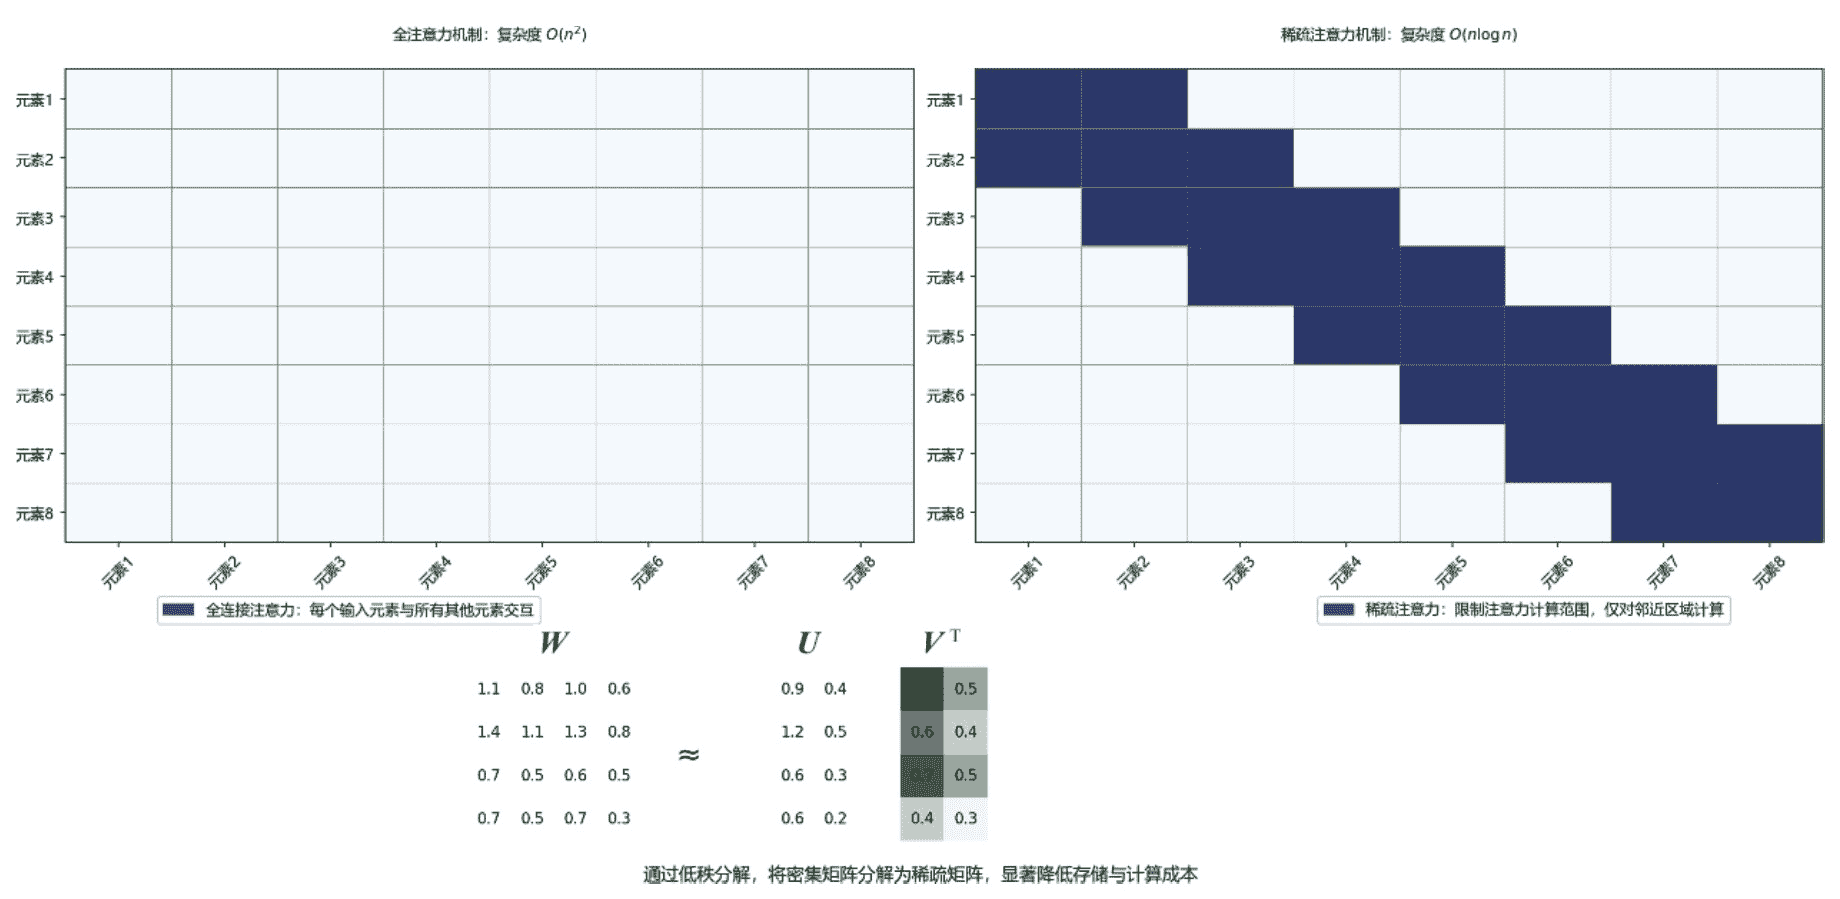 全注意力机制：复杂度 O(n²)
元素1
元素2
元素3
元素4
元素5
元素6
元素7
元素8
元素1 元素2 元素3 元素4 元素5 元素6 元素7 元素8
全连接注意力：每个输入元素与所有其他元素交互
稀疏注意力机制：复杂度 O(nlogn)
元素1
元素2
元素3
元素4
元素5
元素6
元素7
元素8
元素1 元素2 元素3 元素4 元素5 元素6 元素7 元素8
稀疏注意力：限制注意力计算范围，仅对邻近区域计算
W
1.1 0.8 1.0 0.6
1.4 1.1 1.3 0.8
0.7 0.5 0.6 0.5
0.7 0.5 0.7 0.3
≈
U
0.9 0.4
1.2 0.5
0.6 0.3
0.6 0.2
V T
0.5
0.6 0.4
0.5
0.4 0.3
通过低秩分解，将密集矩阵分解为稀疏矩阵，显著降低存储与计算成本